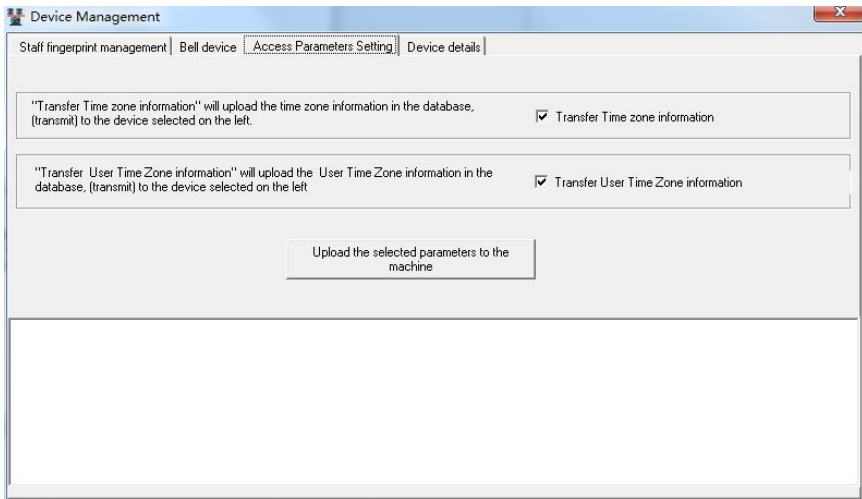 Device Management
Staff fingerprint management
Bell device
Access Parameters Setting
Device details
"Transfer Time zone information" will upload the time zone information in the database,
(transmit) to the device selected on the left.
Transfer Time zone information
"Transfer User Time Zone information" will upload the User Time Zone information in the
database, (transmit) to the device selected on the left
Transfer User Time Zone information
Upload the selected parameters to the
machine